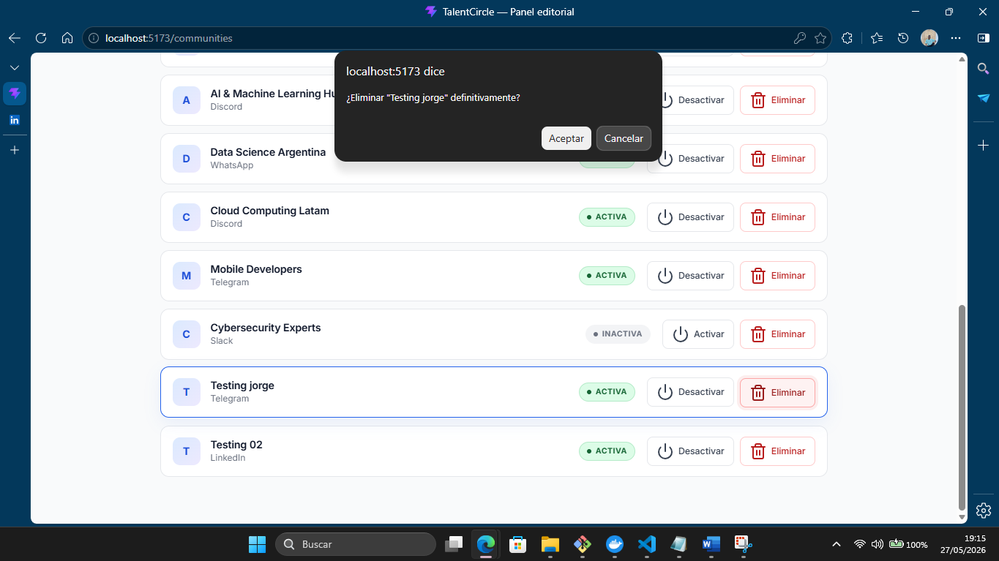 TalentCircle — Panel editorial
localhost:5173/communities
localhost:5173 dice
¿Eliminar "Testing jorge" definitivamente?
Aceptar
Cancelar
A
AI & Machine Learning
Discord
Desactivar
Eliminar
D
Data Science Argentina
WhatsApp
Desactivar
Eliminar
C
Cloud Computing Latam
Discord
ACTIVA
Desactivar
Eliminar
M
Mobile Developers
Telegram
ACTIVA
Desactivar
Eliminar
C
Cybersecurity Experts
Slack
INACTIVA
Activar
Eliminar
T
Testing jorge
Telegram
ACTIVA
Desactivar
Eliminar
T
Testing 02
LinkedIn
ACTIVA
Desactivar
Eliminar
in
Buscar
100%
19:15
27/05/2026